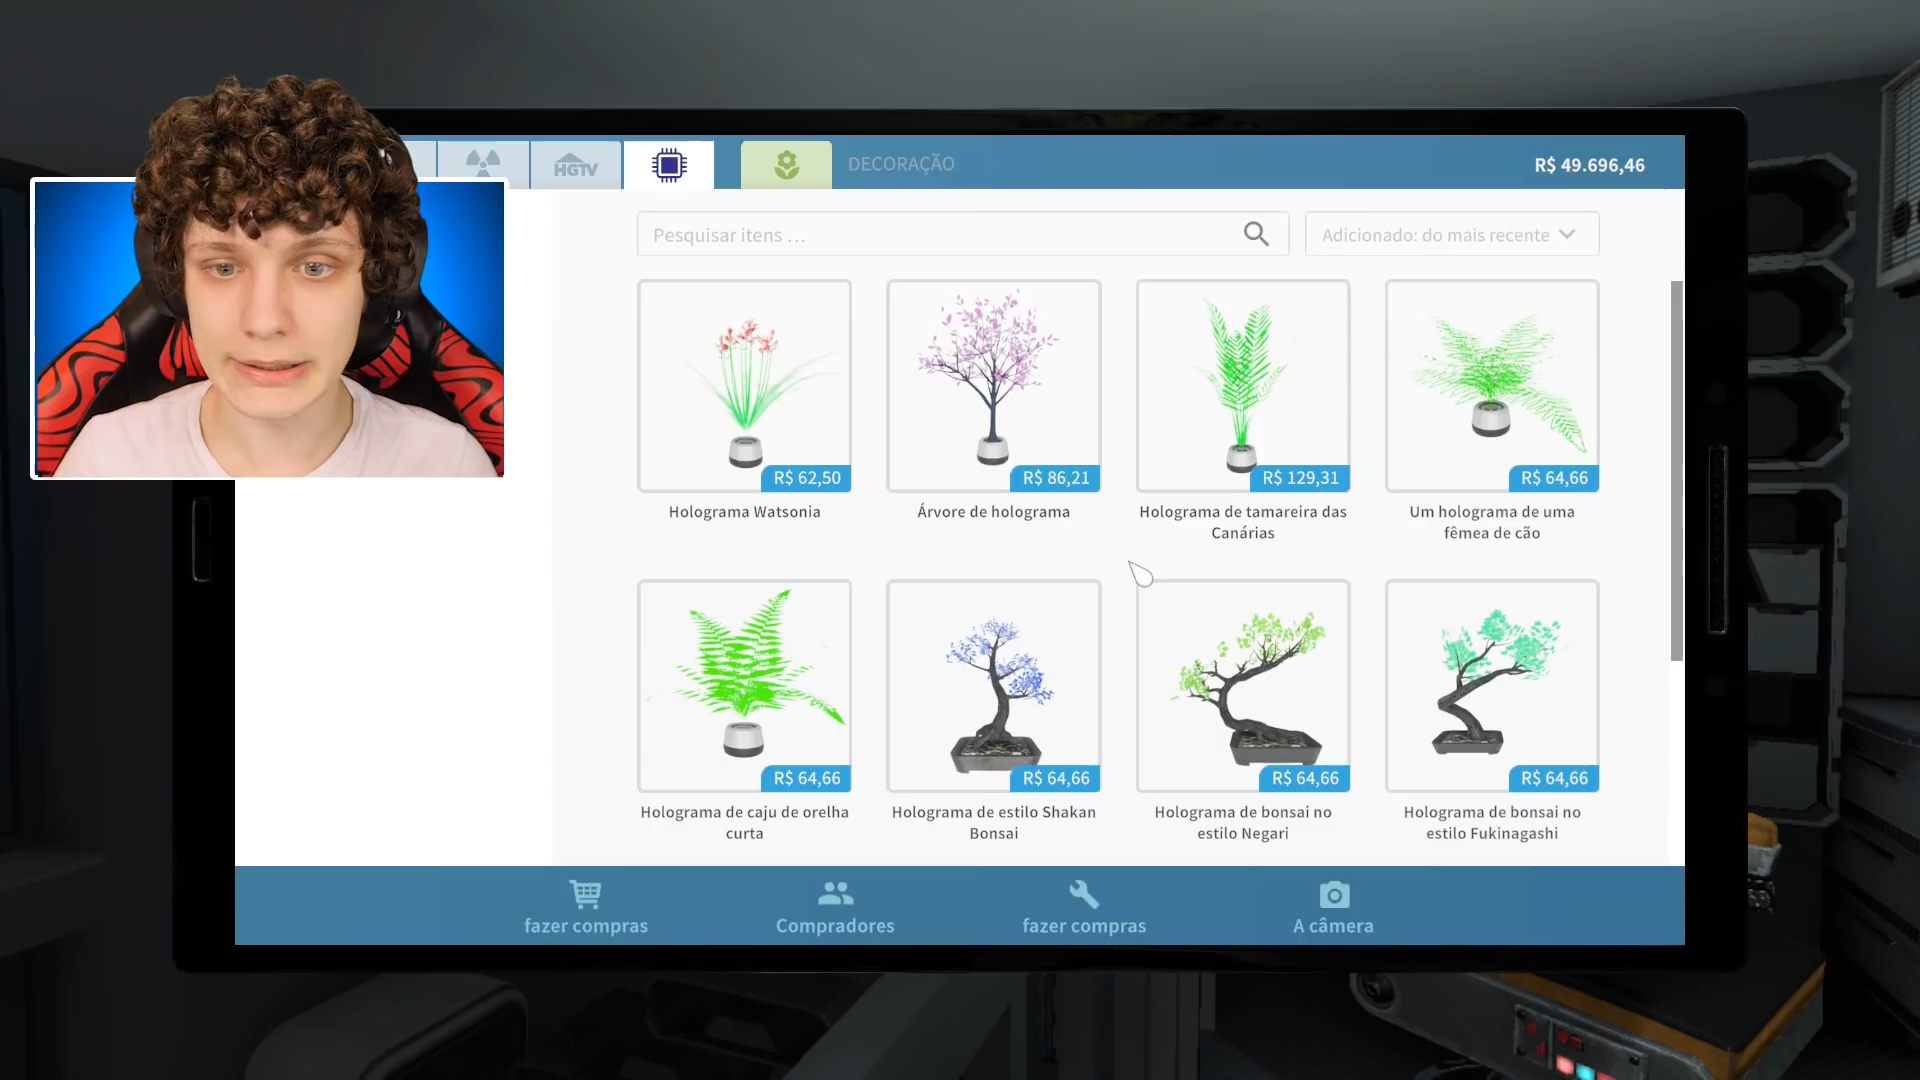 HGTV
DECORAÇÃO
R$ 49.696,46
Pesquisar itens ...
Adicionado: do mais recente
R$ 62,50
R$ 86,21
R$ 129,31
R$ 64,66
Holograma Watsonia
Árvore de holograma
Holograma de tamareira das
Canárias
Um holograma de uma
fêmea de cão
R$ 64,66
R$ 64,66
R$ 64,66
R$ 64,66
Holograma de caju de orelha
curta
Holograma de estilo Shakan
Bonsai
Holograma de bonsai no
estilo Negari
Holograma de bonsai no
estilo Fukinagashi
fazer compras
Compradores
fazer compras
A câmera